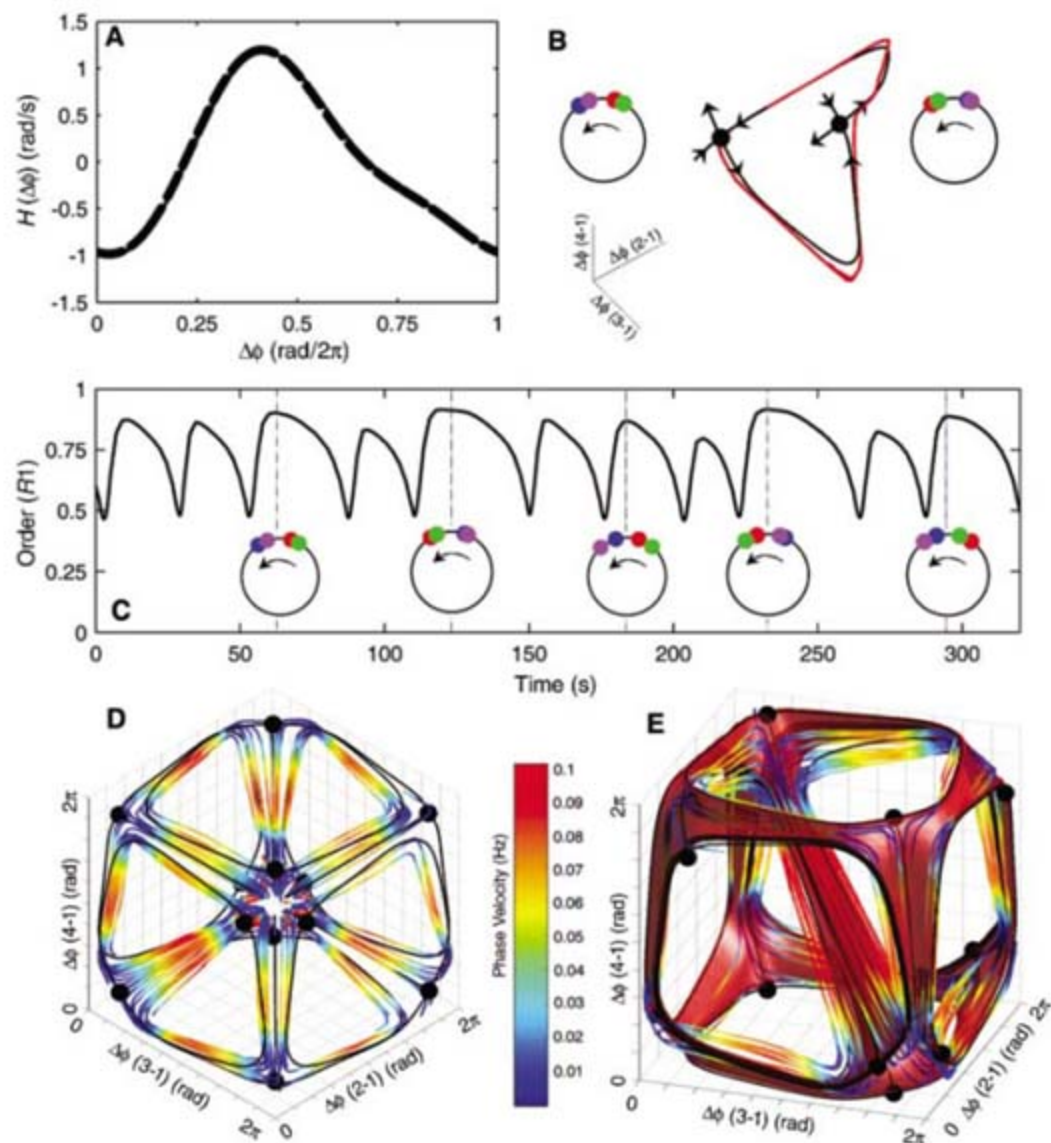 A
1.5
1
0.5
0
-0.5
-1
-1.5
H (Δϕ) (rad/s)
0
0.25
0.5
0.75
1
Δϕ (rad/2π)
B
Δϕ (4-1)
Δϕ (2-1)
Δϕ (3-1)
1
0.75
0.5
0.25
0
Order (R1)
C
0
50
100
150
200
250
300
Time (s)
D
2π
Δϕ (4-1) (rad)
0
0
Δϕ (3-1) (rad)
2π
0
Δϕ (2-1) (rad)
2π
Phase Velocity (Hz)
0.1
0.09
0.08
0.07
0.06
0.05
0.04
0.03
0.02
0.01
E
2π
Δϕ (4-1) (rad)
0
0
Δϕ (3-1) (rad)
2π
0
Δϕ (2-1) (rad)
2π